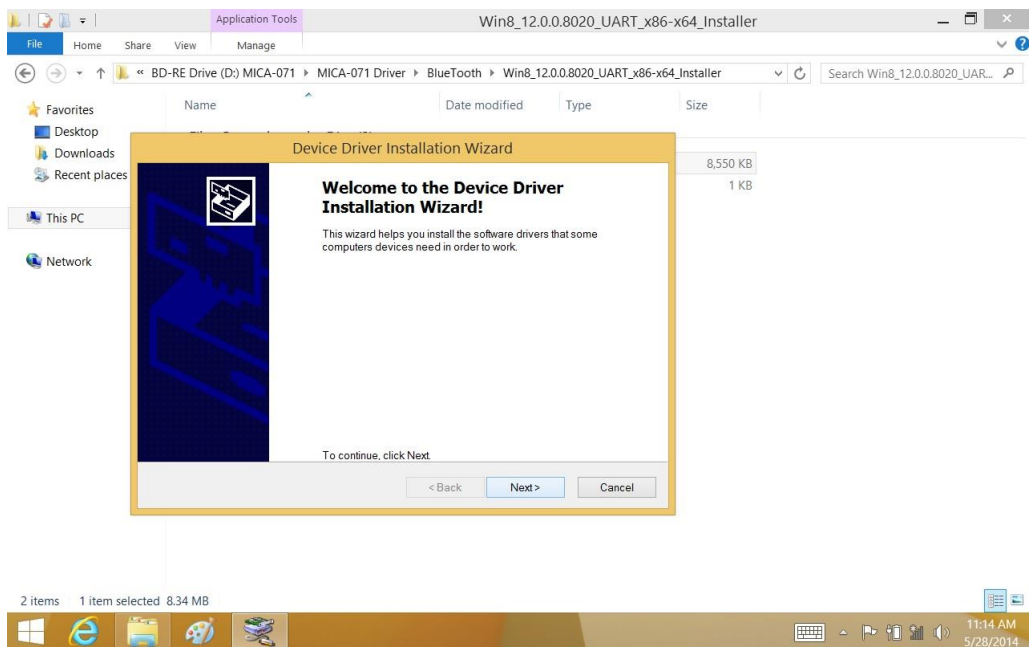 Application Tools
Win8_12.0.0.8020_UART_x86-x64_Installer
File Home Share View Manage
« BD-RE Drive (D:) MICA-071 MICA-071 Driver BlueTooth Win8_12.0.0.8020_UART_x86-x64_Installer
Search Win8_12.0.0.8020_UAR...
Name Date modified Type Size
Favorites
Desktop
Downloads
Recent places
This PC
Network
8,550 KB
1 KB
Device Driver Installation Wizard
Welcome to the Device Driver
Installation Wizard!
This wizard helps you install the software drivers that some
computers devices need in order to work.
To continue, click Next.
< Back Next > Cancel
2 items 1 item selected 8.34 MB
11:14 AM
5/28/2014